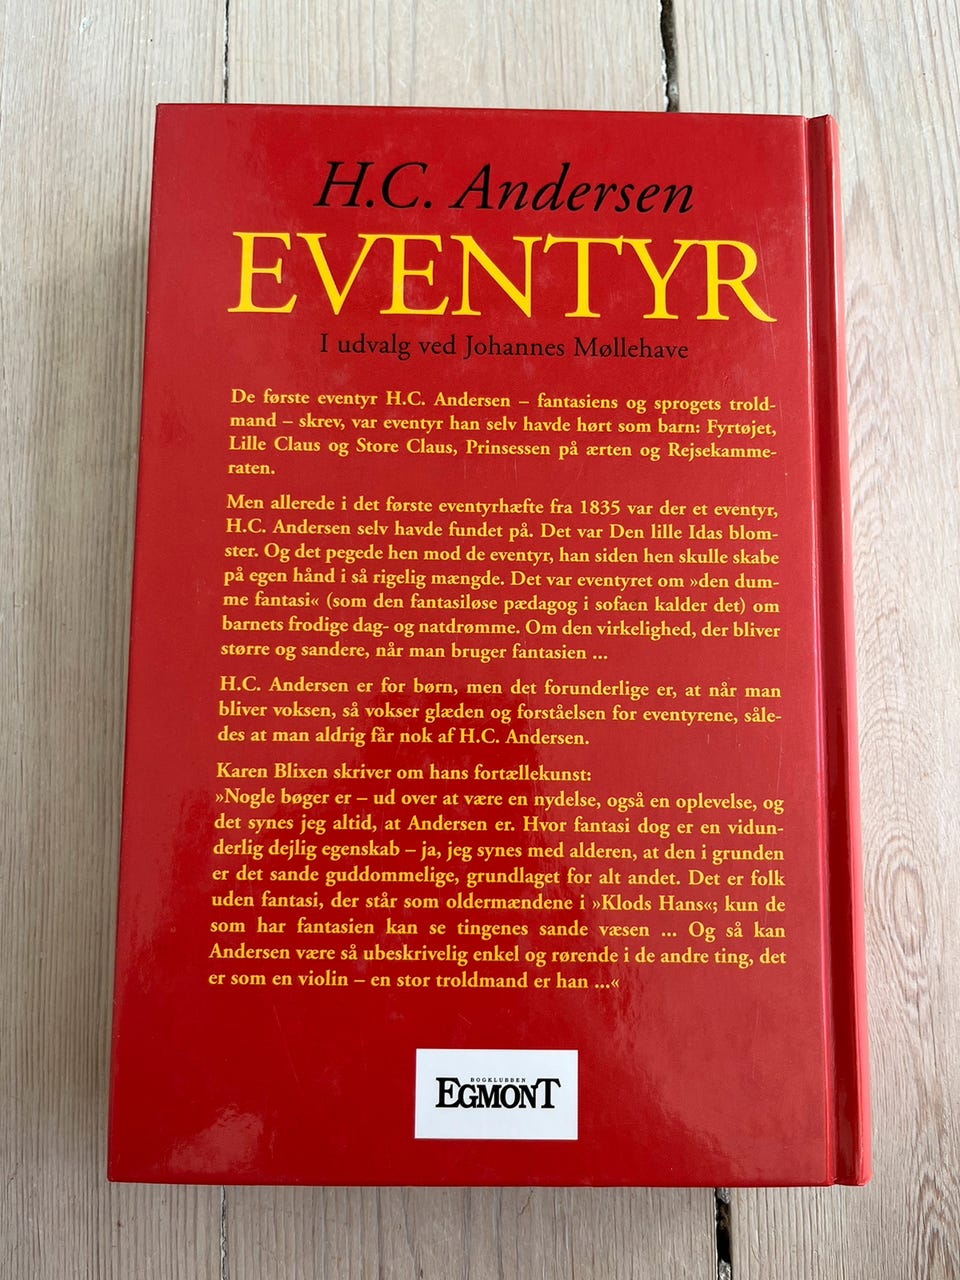 H.C. Andersen
EVENTYR
I udvalg ved Johannes Møllehave
De første eventyr H.C. Andersen – fantasiens og sprogets trold-
mand – skrev, var eventyr han selv havde hørt som barn: Fyrtøjet,
Lille Claus og Store Claus, Prinsessen på ærten og Rejsekamme-
raten.
Men allerede i det første eventyrhæfte fra 1835 var der et eventyr,
H.C. Andersen selv havde fundet på. Det var Den lille Idas blom-
ster. Og det pegede hen mod de eventyr, han siden hen skulle skabe
på egen hånd i så rigelig mængde. Det var eventyret om »den dum-
me fantasi« (som den fantasiløse pædagog i sofaen kalder det) om
barnets frodige dag- og natdrømme. Om den virkelighed, der bliver
større og sandere, når man bruger fantasien ...
H.C. Andersen er for børn, men det forunderlige er, at når man
bliver voksen, så vokser glæden og forståelsen for eventyrene, såle-
des at man aldrig får nok af H.C. Andersen.
Karen Blixen skriver om hans fortællekunst:
»Nogle bøger er – ud over at være en nydelse, også en oplevelse, og
det synes jeg altid, at Andersen er. Hvor fantasi dog er en vidun-
derlig dejlig egenskab – ja, jeg synes med alderen, at den i grunden
er det sande guddommelige, grundlaget for alt andet. Det er folk
uden fantasi, der står som oldermændene i »Klods Hans«; kun de
som har fantasien kan se tingenes sande væsen ... Og så kan
Andersen være så ubeskrivelig enkel og rørende i de andre ting, det
er som en violin – en stor troldmand er han ...«
BOGKLUBBEN
EGMONT